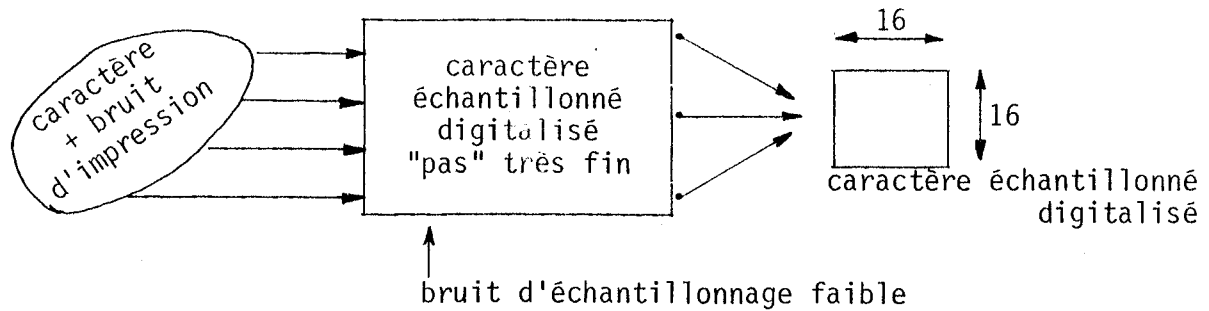 caractère
+ bruit
d'impression
caractère
échantillonné
digitalisé
"pas" très fin
16
16
caractère échantillonné
digitalisé
bruit d'échantillonnage faible